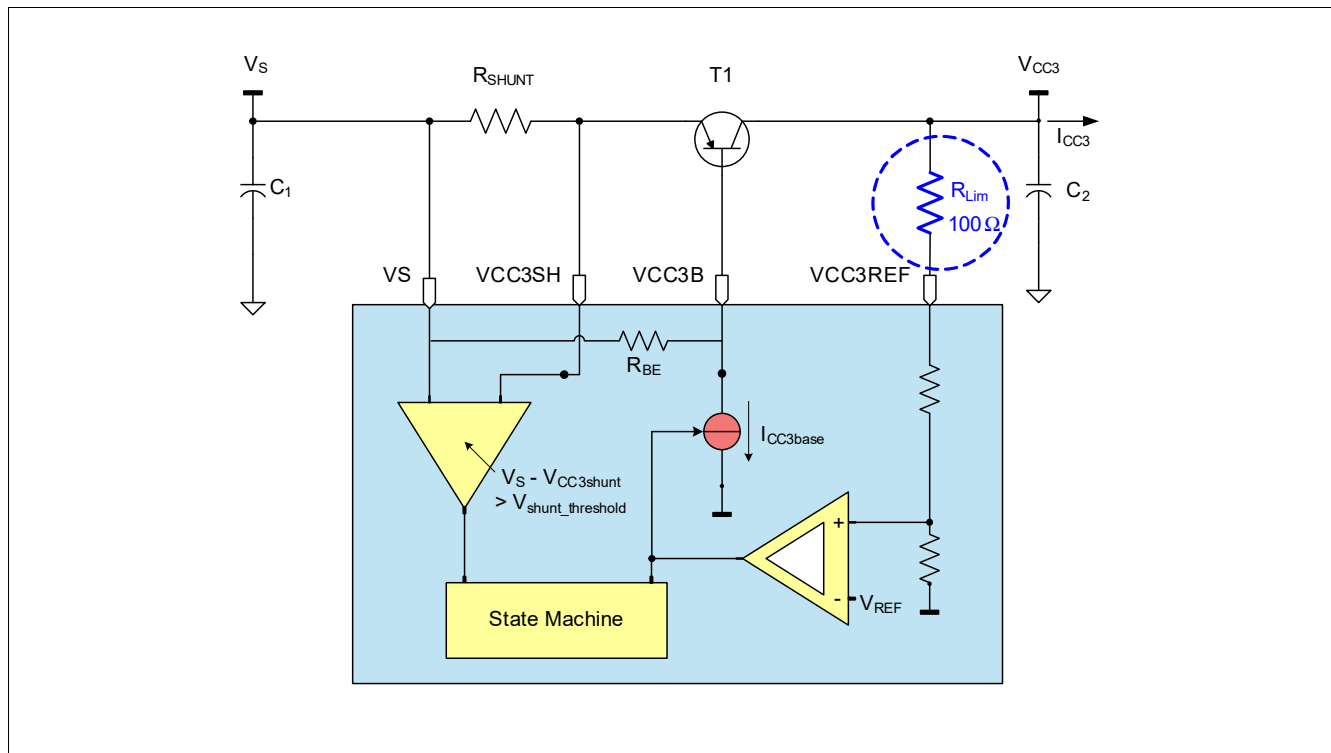 VS
RSHUNT
T1
VCC3
ICC3
C1
RLim
100 Ω
C2
VS
VCC3SH
VCC3B
VCC3REF
RBE
ICC3base
VS - VCC3shunt
> Vshunt_threshold
+
-
VREF
State Machine